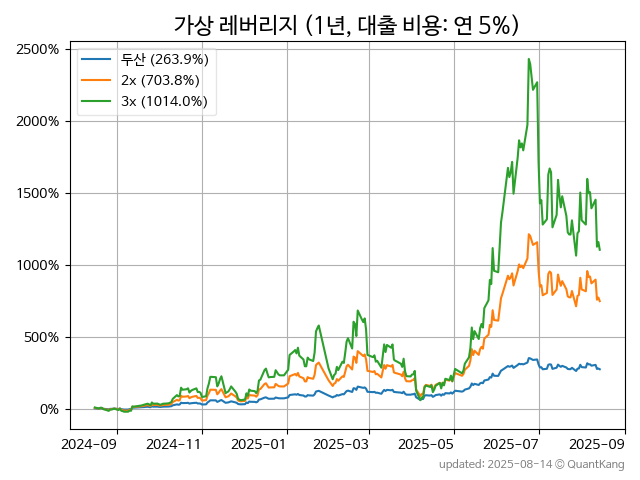 가상 레버리지 (1년, 대출 비용: 연 5%)
2500%
2000%
1500%
1000%
500%
0%
두산 (263.9%)
2x (703.8%)
3x (1014.0%)
2024-09 2024-11 2025-01 2025-03 2025-05 2025-07 2025-09
updated: 2025-08-14 © QuantKang